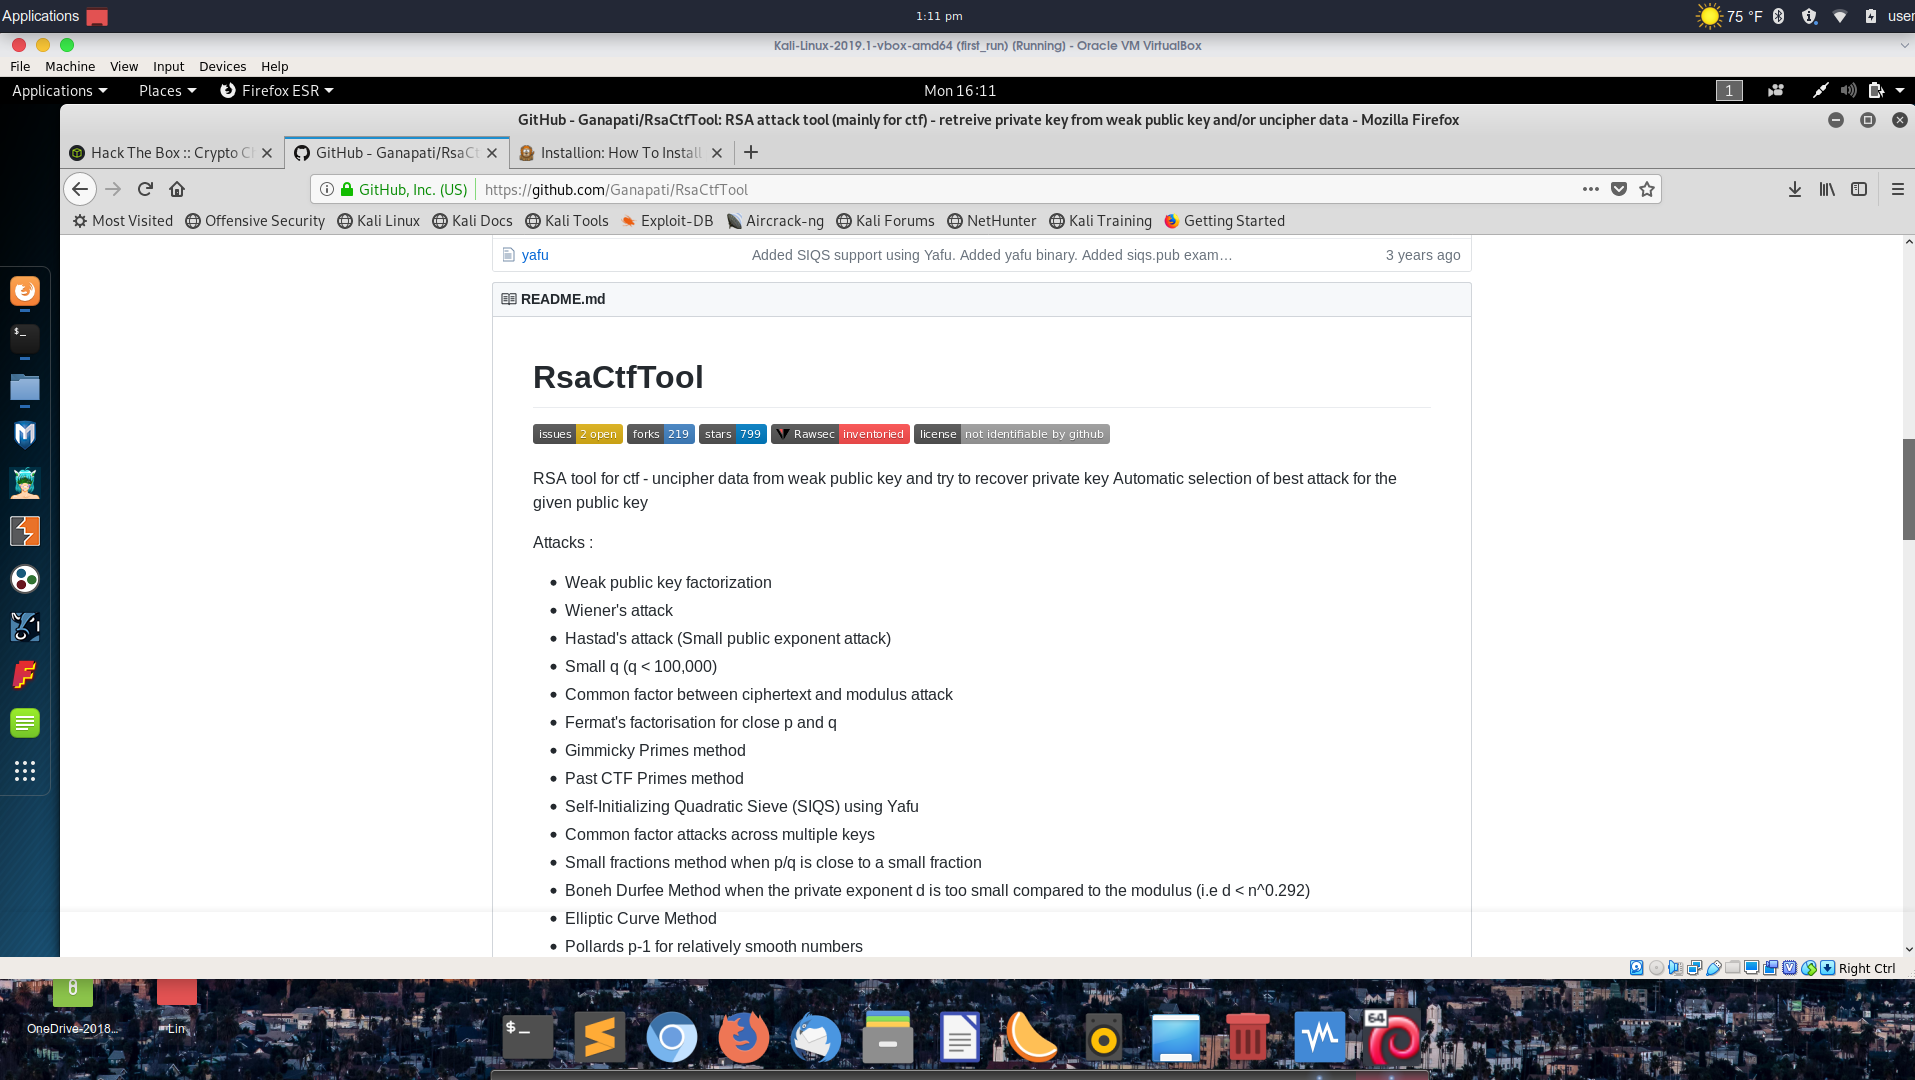 Applications
1:11 pm
75 °F
user
Kali-Linux-2019.1-vbox-amd64 (first_run) [Running] - Oracle VM VirtualBox
File Machine View Input Devices Help
Applications Places Firefox ESR
Mon 16:11
1
GitHub - Ganapati/RsaCtfTool: RSA attack tool (mainly for ctf) - retreive private key from weak public key and/or uncipher data - Mozilla Firefox
Hack The Box :: Crypto C
GitHub - Ganapati/RsaCt
Installion: How To Install
GitHub, Inc. (US)
https://github.com/Ganapati/RsaCtfTool
Most Visited Offensive Security Kali Linux Kali Docs Kali Tools Exploit-DB Aircrack-ng Kali Forums NetHunter Kali Training Getting Started
yafu Added SIQS support using Yafu. Added yafu binary. Added siqs.pub exam… 3 years ago
README.md
RsaCtfTool
issues 2 open forks 219 stars 799 Rawsec inventoried license not identifiable by github
RSA tool for ctf - uncipher data from weak public key and try to recover private key Automatic selection of best attack for the
given public key
Attacks :
Weak public key factorization
Wiener's attack
Hastad's attack (Small public exponent attack)
Small q (q < 100,000)
Common factor between ciphertext and modulus attack
Fermat's factorisation for close p and q
Gimmicky Primes method
Past CTF Primes method
Self-Initializing Quadratic Sieve (SIQS) using Yafu
Common factor attacks across multiple keys
Small fractions method when p/q is close to a small fraction
Boneh Durfee Method when the private exponent d is too small compared to the modulus (i.e d < n^0.292)
Elliptic Curve Method
Pollards p-1 for relatively smooth numbers
Right Ctrl
OneDrive-2018...
Lin
64